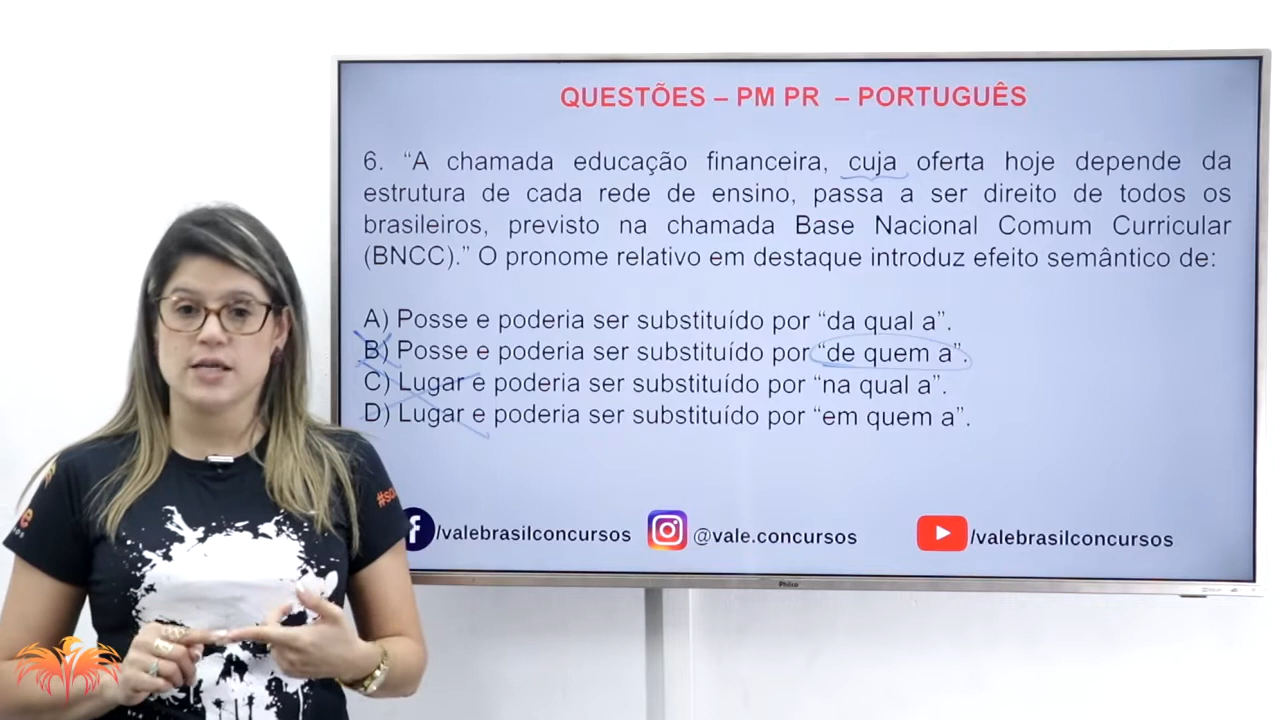 QUESTÕES – PM PR – PORTUGUÊS
6. “A chamada educação financeira, cuja oferta hoje depende da
estrutura de cada rede de ensino, passa a ser direito de todos os
brasileiros, previsto na chamada Base Nacional Comum Curricular
(BNCC).” O pronome relativo em destaque introduz efeito semântico de:
A) Posse e poderia ser substituído por “da qual a”.
B) Posse e poderia ser substituído por “de quem a”.
C) Lugar e poderia ser substituído por “na qual a”.
D) Lugar e poderia ser substituído por “em quem a”.
/valebrasilconcursos
@vale.concursos
/valebrasilconcursos
Philco